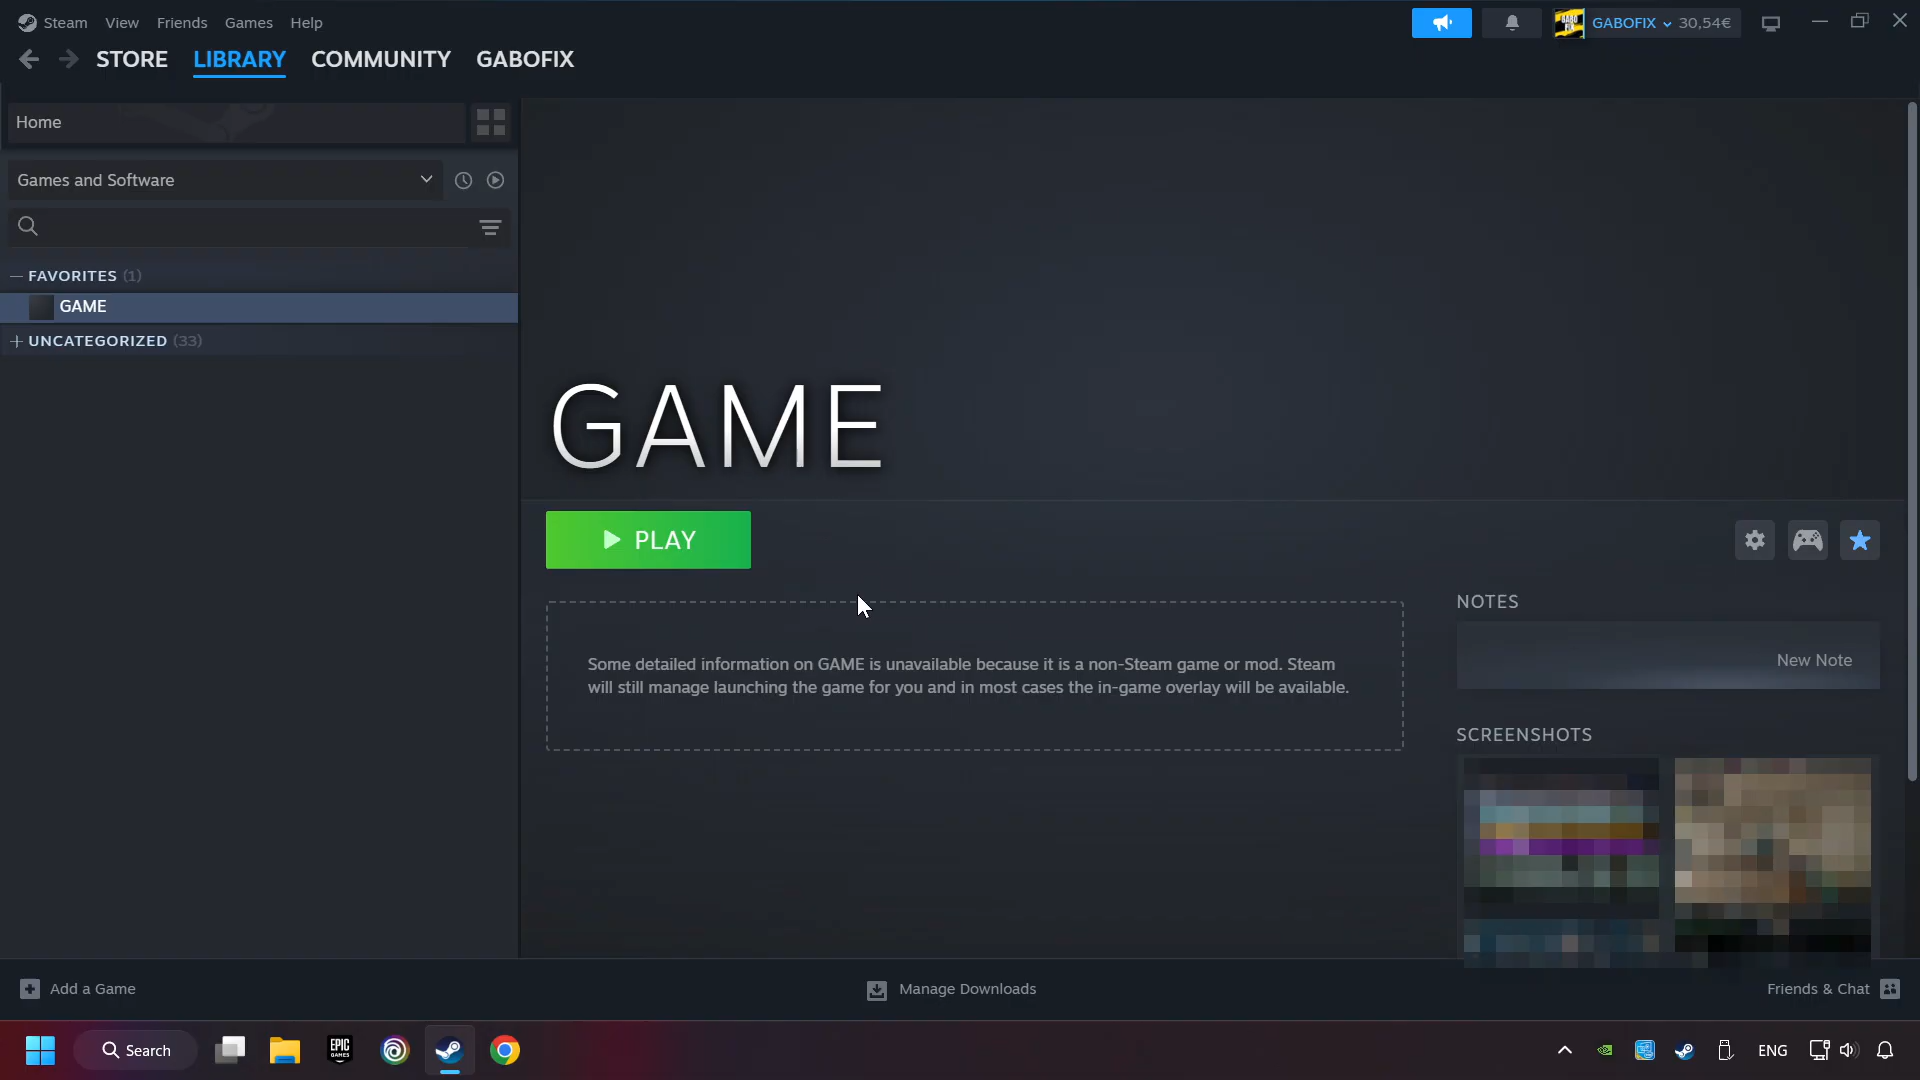 Steam View Friends Games Help
GABOFIX 30,54€
STORE LIBRARY COMMUNITY GABOFIX
Home
Games and Software
FAVORITES (1)
GAME
UNCATEGORIZED (33)
GAME
PLAY
Some detailed information on GAME is unavailable because it is a non-Steam game or mod. Steam
will still manage launching the game for you and in most cases the in-game overlay will be available.
NOTES
New Note
SCREENSHOTS
Add a Game
Manage Downloads
Friends & Chat
Search
EPIC
GAMES
ENG